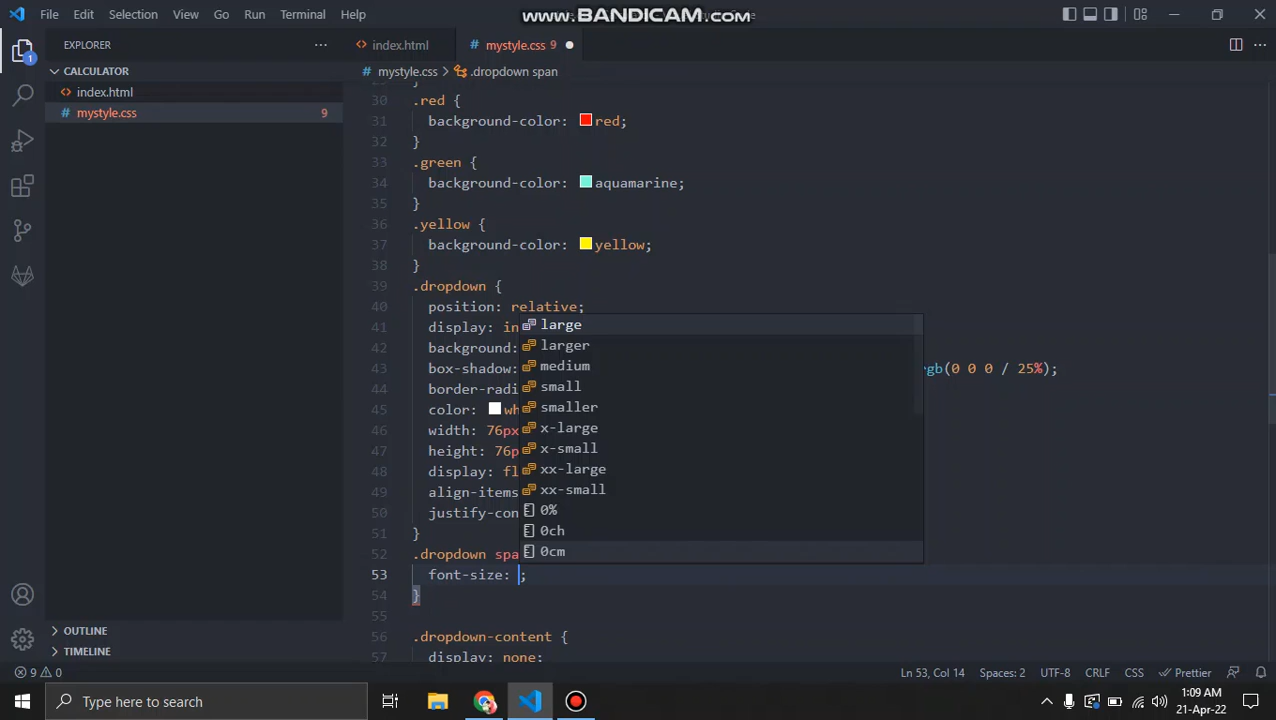 File Edit Selection View Go Run Terminal Help
www.BANDICAM.com
EXPLORER
index.html
mystyle.css 9
CALCULATOR
mystyle.css
.dropdown span
index.html
mystyle.css 9
30 .red {
31 background-color: red;
32 }
33 .green {
34 background-color: aquamarine;
35 }
36 .yellow {
37 background-color: yellow;
38 }
39 .dropdown {
40 position: relative;
41 display: in
42 background:
43 box-shadow: rgb(0 0 0 / 25%);
44 border-radi
45 color: wh
46 width: 76px
47 height: 76p
48 display: fl
49 align-items
50 justify-con
51 }
52 .dropdown spa
53 font-size: ;
54 }
55
56 .dropdown-content {
57 display: none;
large
larger
medium
small
smaller
x-large
x-small
xx-large
xx-small
0%
0ch
0cm
OUTLINE
TIMELINE
1
9 0
Ln 53, Col 14 Spaces: 2 UTF-8 CRLF CSS Prettier
Type here to search
1:09 AM
21-Apr-22